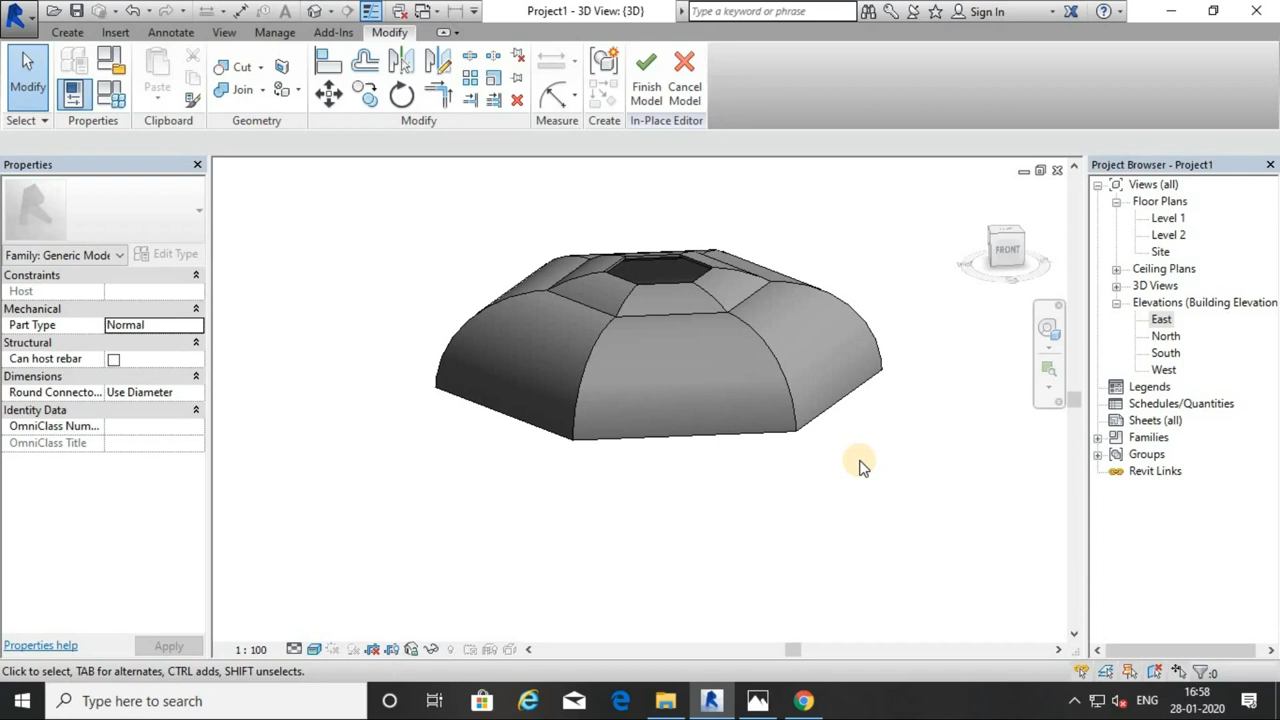 Project1 - 3D View: {3D}
Type a keyword or phrase
Sign In
Create
Insert
Annotate
View
Manage
Add-Ins
Modify
Modify
Select
Properties
Paste
Clipboard
Cut
Join
Geometry
Modify
Measure
Create
Finish
Model
Cancel
Model
In-Place Editor
Properties
Family: Generic Mode
Edit Type
Constraints
Host
Mechanical
Part Type
Normal
Structural
Can host rebar
Dimensions
Round Connecto...
Use Diameter
Identity Data
OmniClass Num...
OmniClass Title
Properties help
Apply
FRONT
1 : 100
Project Browser - Project1
Views (all)
Floor Plans
Level 1
Level 2
Site
Ceiling Plans
3D Views
Elevations (Building Elevation
East
North
South
West
Legends
Schedules/Quantities
Sheets (all)
Families
Groups
Revit Links
Click to select, TAB for alternates, CTRL adds, SHIFT unselects.
:0
Type here to search
ENG
16:58
28-01-2020